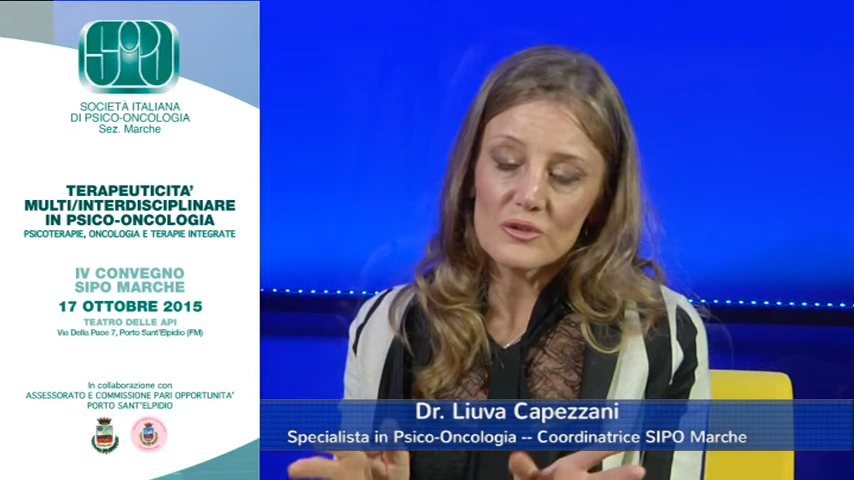 SIPO
SOCIETÀ ITALIANA
DI PSICO-ONCOLOGIA
Sez. Marche
TERAPEUTICITA'
MULTI/INTERDISCIPLINARE
IN PSICO-ONCOLOGIA
PSICOTERAPIE, ONCOLOGIA E TERAPIE INTEGRATE
IV CONVEGNO
SIPO MARCHE
17 OTTOBRE 2015
TEATRO DELLE API
Via Della Pace 7, Porto Sant'Elpidio (FM)
In collaborazione con
ASSESSORATO E COMMISSIONE PARI OPPORTUNITA'
PORTO SANT'ELPIDIO
Dr. Liuva Capezzani
Specialista in Psico-Oncologia -- Coordinatrice SIPO Marche